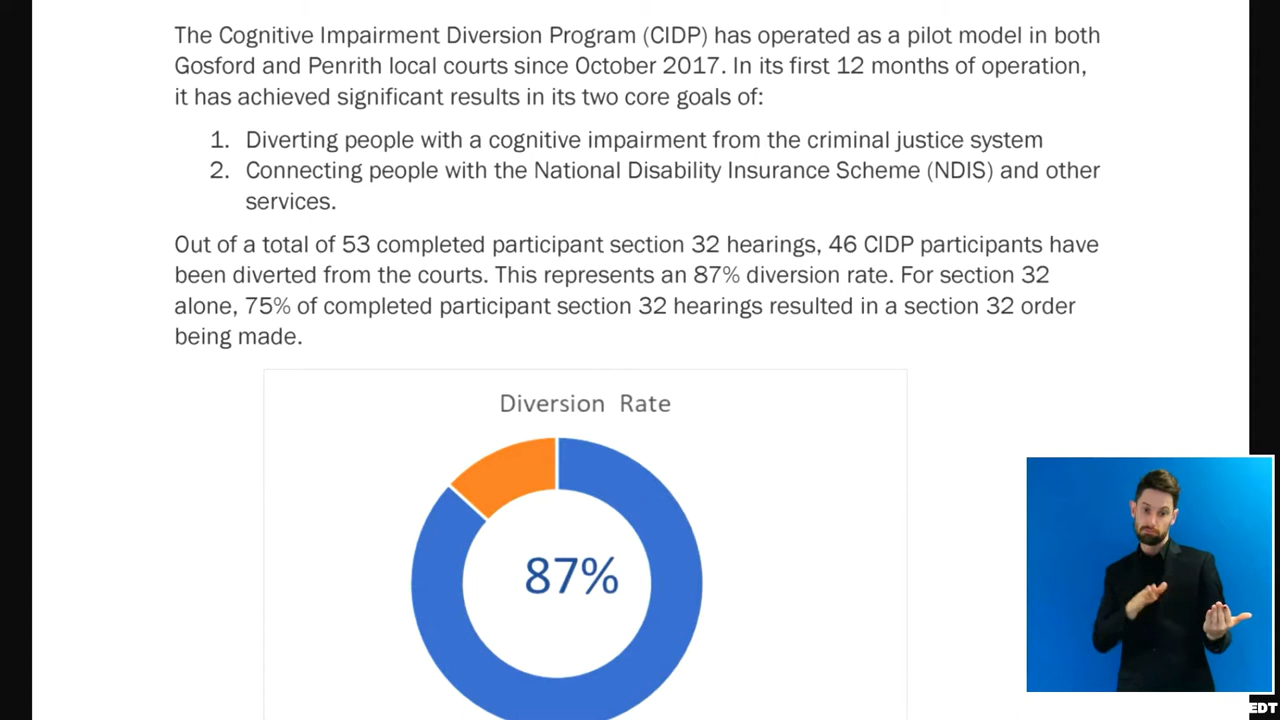 The Cognitive Impairment Diversion Program (CIDP) has operated as a pilot model in both
Gosford and Penrith local courts since October 2017. In its first 12 months of operation,
it has achieved significant results in its two core goals of:
1. Diverting people with a cognitive impairment from the criminal justice system
2. Connecting people with the National Disability Insurance Scheme (NDIS) and other
services.
Out of a total of 53 completed participant section 32 hearings, 46 CIDP participants have
been diverted from the courts. This represents an 87% diversion rate. For section 32
alone, 75% of completed participant section 32 hearings resulted in a section 32 order
being made.
Diversion Rate
87%
EDT